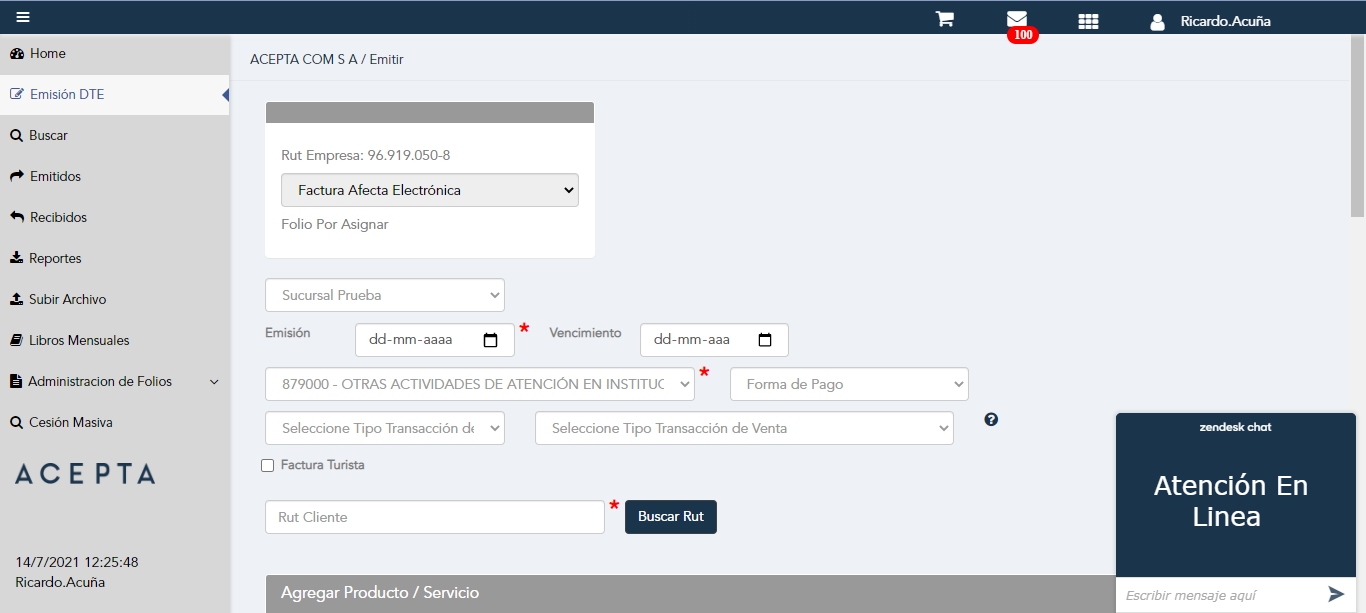 100
Ricardo.Acuña
Home
Emisión DTE
Buscar
Emitidos
Recibidos
Reportes
Subir Archivo
Libros Mensuales
Administracion de Folios
Cesión Masiva
ACEPTA
14/7/2021 12:25:48
Ricardo.Acuña
ACEPTA COM S A / Emitir
Rut Empresa: 96.919.050-8
Factura Afecta Electrónica
Folio Por Asignar
Sucursal Prueba
Emisión dd-mm-aaaa * Vencimiento dd-mm-aaa
879000 - OTRAS ACTIVIDADES DE ATENCIÓN EN INSTITUC * Forma de Pago
Seleccione Tipo Transacción de Seleccione Tipo Transacción de Venta ?
Factura Turista
Rut Cliente * Buscar Rut
Agregar Producto / Servicio
zendesk chat
Atención En
Linea
Escribir mensaje aquí